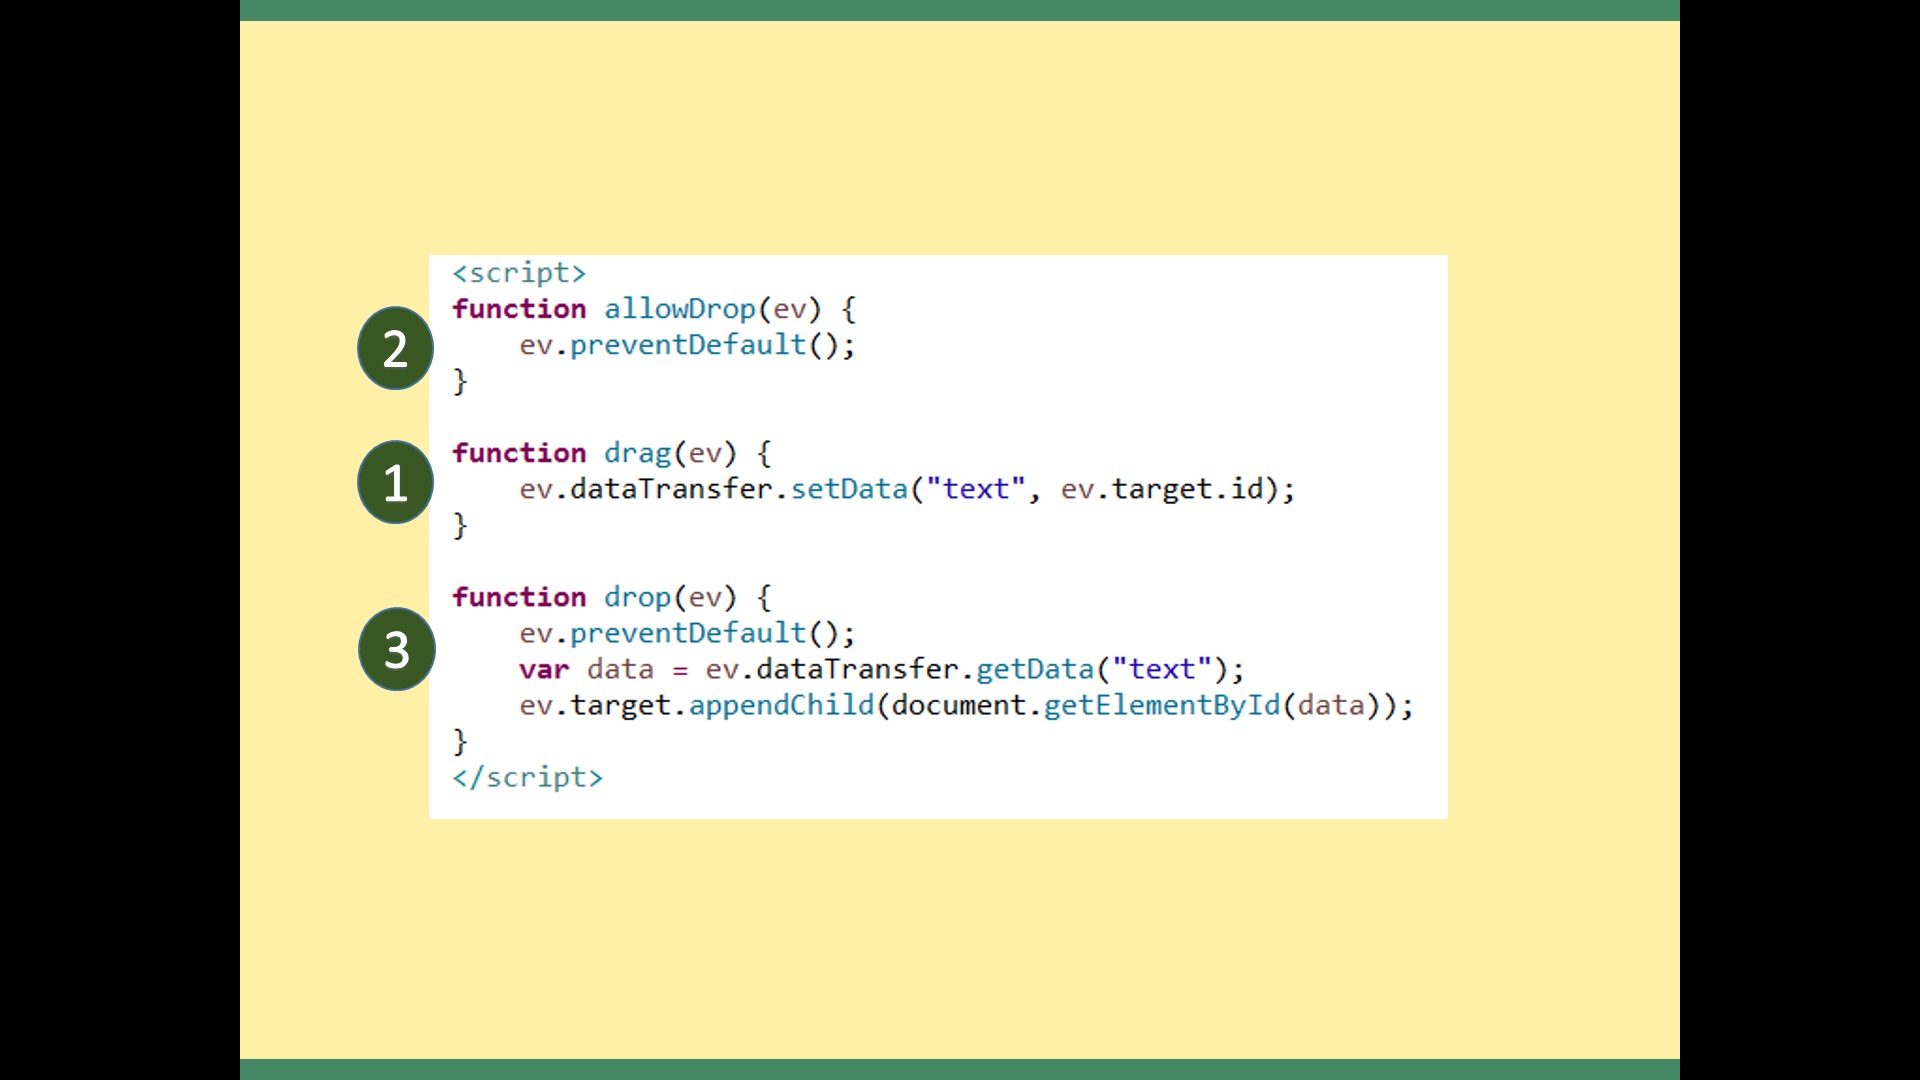 <script>
function allowDrop(ev) {
    ev.preventDefault();
}
2
function drag(ev) {
    ev.dataTransfer.setData("text", ev.target.id);
}
1
function drop(ev) {
    ev.preventDefault();
    var data = ev.dataTransfer.getData("text");
    ev.target.appendChild(document.getElementById(data));
}
3
</script>